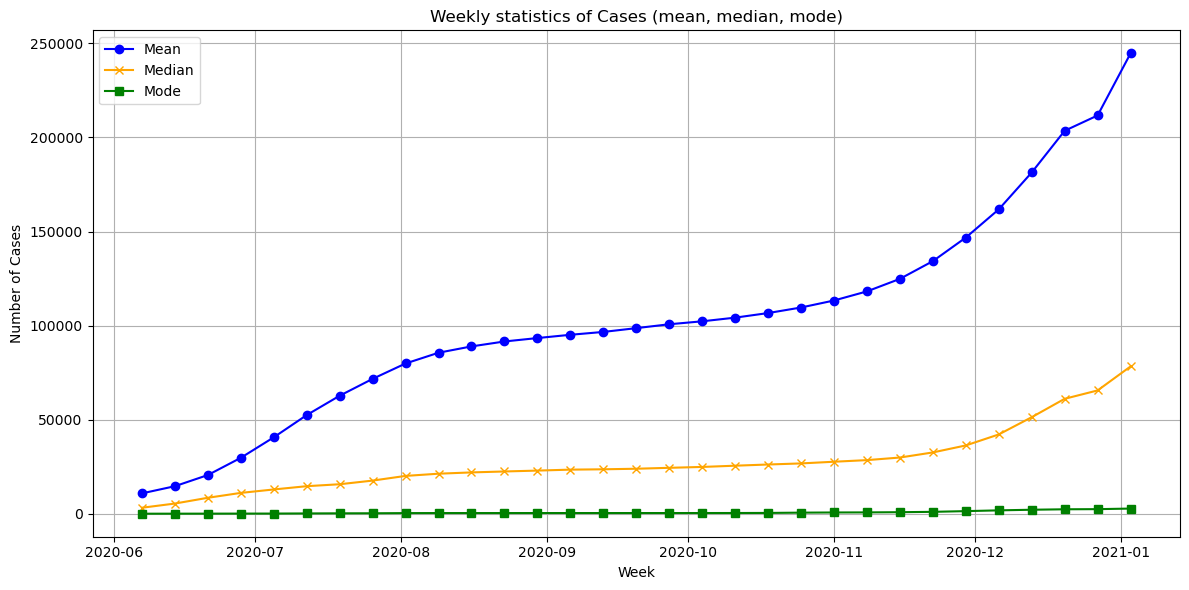 Weekly statistics of Cases (mean, median, mode)
Mean
Median
Mode
250000
200000
150000
100000
50000
0
Number of Cases
2020-06 2020-07 2020-08 2020-09 2020-10 2020-11 2020-12 2021-01
Week